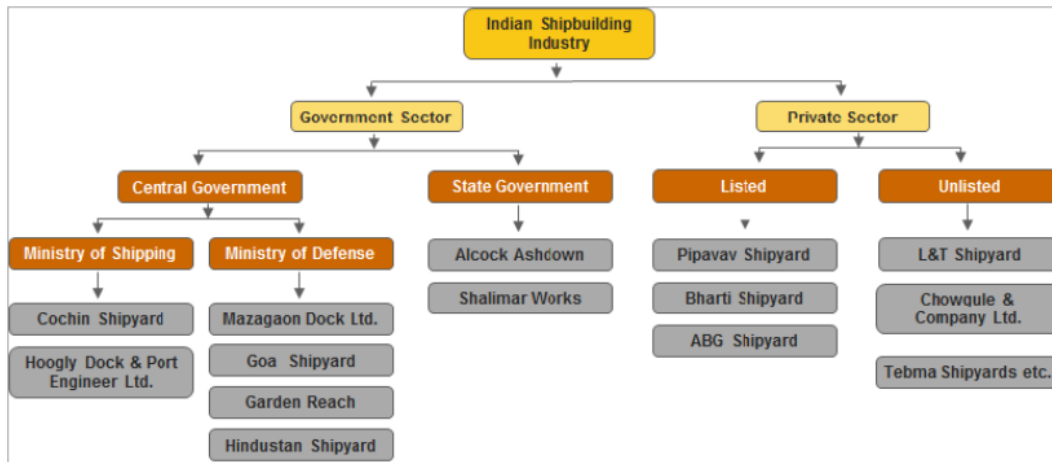 Indian Shipbuilding
Industry
Government Sector
Private Sector
Central Government
State Government
Listed
Unlisted
Ministry of Shipping
Ministry of Defense
Alcock Ashdown
Pipavav Shipyard
L&T Shipyard
Shalimar Works
Bharti Shipyard
Chowgule &
Company Ltd.
Cochin Shipyard
Mazagaon Dock Ltd.
ABG Shipyard
Hoogly Dock & Port
Engineer Ltd.
Goa Shipyard
Tebma Shipyards etc.
Garden Reach
Hindustan Shipyard